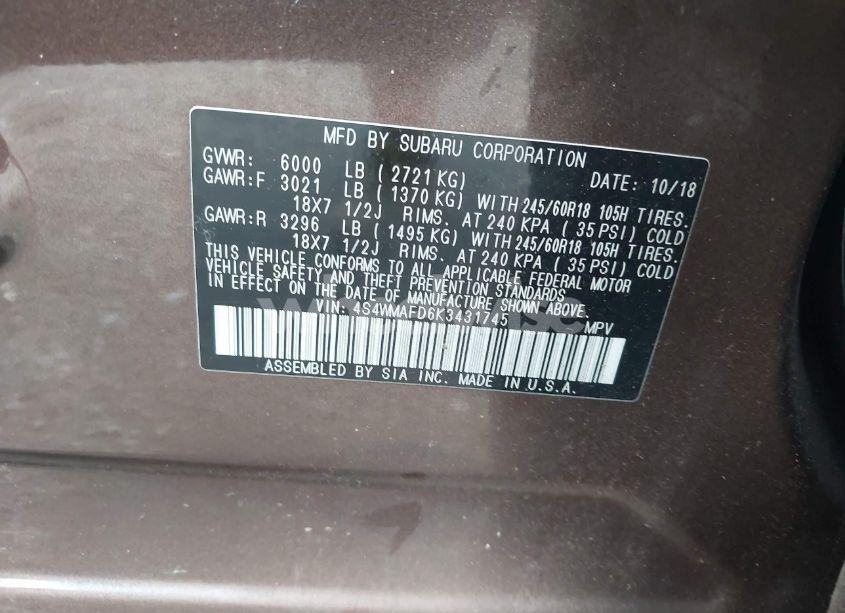 MFD BY SUBARU CORPORATION
GVWR: 6000 LB ( 2721 KG) DATE: 10/18
GAWR:F 3021 LB ( 1370 KG) WITH 245/60R18 105H TIRES.
18X7 1/2J RIMS. AT 240 KPA ( 35 PSI) COLD
GAWR:R 3296 LB ( 1495 KG) WITH 245/60R18 105H TIRES.
18X7 1/2J RIMS. AT 240 KPA ( 35 PSI) COLD
THIS VEHICLE CONFORMS TO ALL APPLICABLE FEDERAL MOTOR
VEHICLE SAFETY AND THEFT PREVENTION STANDARDS
IN EFFECT ON THE DATE OF MANUFACTURE SHOWN ABOVE.
VIN: 4S4WMAFD6K3431745 MPV
ASSEMBLED BY SIA INC. MADE IN U.S.A.